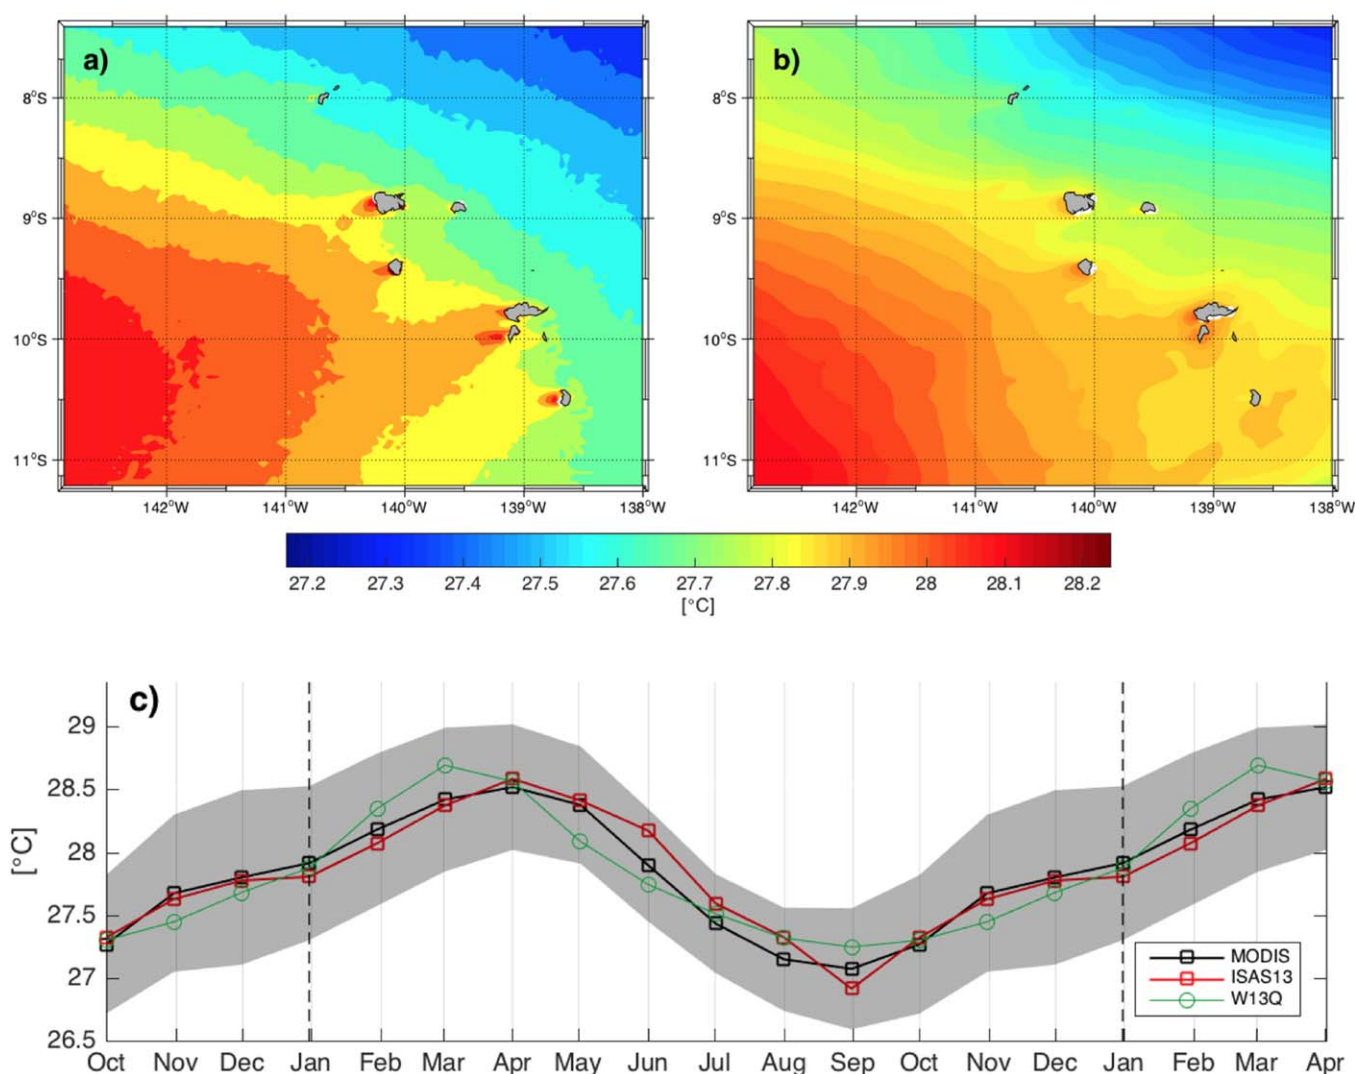 a)
b)
8°S 8°S
9°S 9°S
10°S 10°S
11°S 11°S
142°W 141°W 140°W 139°W 138°W 142°W 141°W 140°W 139°W 138°W
27.2 27.3 27.4 27.5 27.6 27.7 27.8 27.9 28 28.1 28.2
[°C]
c)
29
28.5
28
27.5
27
26.5
[°C]
MODIS
ISAS13
W13Q
Oct Nov Dec Jan Feb Mar Apr May Jun Jul Aug Sep Oct Nov Dec Jan Feb Mar Apr